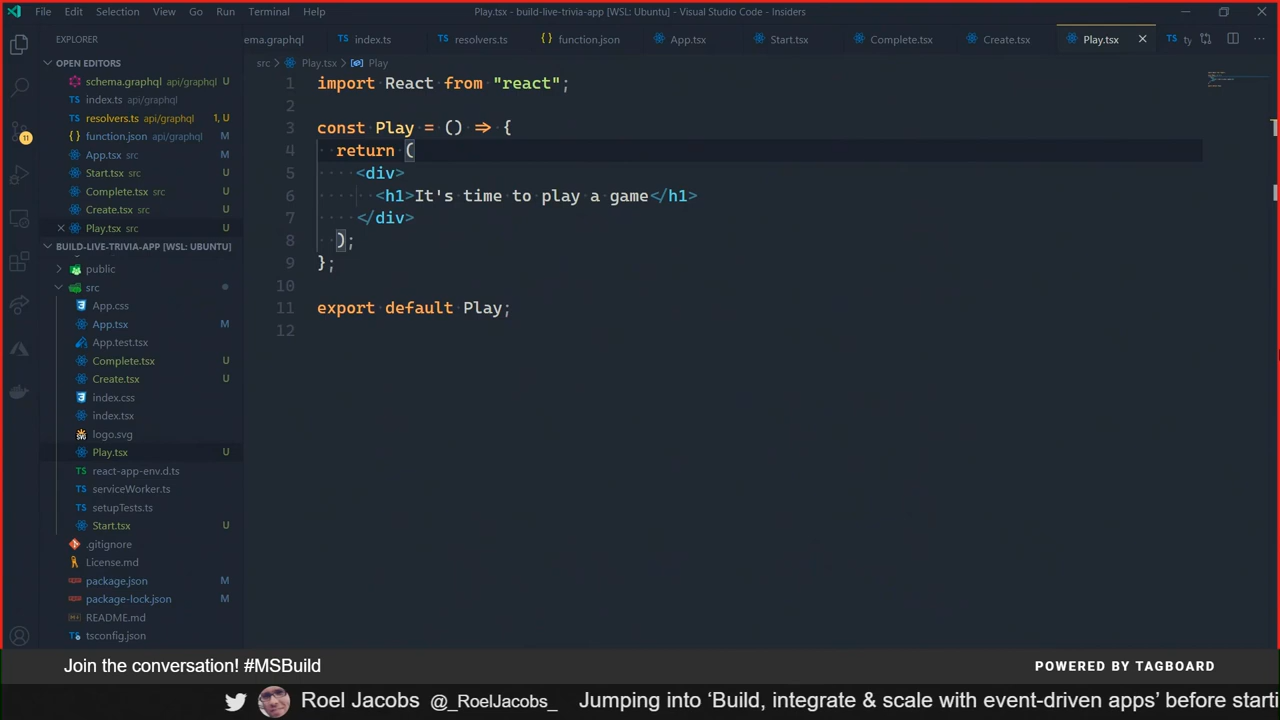 File Edit Selection View Go Run Terminal Help
Play.tsx - build-live-trivia-app [WSL: Ubuntu] - Visual Studio Code - Insiders
EXPLORER
OPEN EDITORS
schema.graphql api/graphql U
index.ts api/graphql
resolvers.ts api/graphql 1, U
function.json api/graphql M
App.tsx src M
Start.tsx src U
Complete.tsx src U
Create.tsx src U
Play.tsx src U
BUILD-LIVE-TRIVIA-APP [WSL: UBUNTU]
public
src
App.css
App.tsx M
App.test.tsx
Complete.tsx U
Create.tsx U
index.css
index.tsx
logo.svg
Play.tsx U
react-app-env.d.ts
serviceWorker.ts
setupTests.ts
Start.tsx U
.gitignore
License.md
package.json M
package-lock.json M
README.md
tsconfig.json
11
ema.graphql TS index.ts TS resolvers.ts {} function.json App.tsx Start.tsx Complete.tsx Create.tsx Play.tsx TS ty
src > Play.tsx > Play
1 import React from "react";
2
3 const Play = () => {
4 return (
5 <div>
6 <h1>It's time to play a game</h1>
7 </div>
8 );
9 };
10
11 export default Play;
12
Join the conversation! #MSBuild
POWERED BY TAGBOARD
Roel Jacobs @_RoelJacobs_ Jumping into ‘Build, integrate & scale with event-driven apps’ before starti